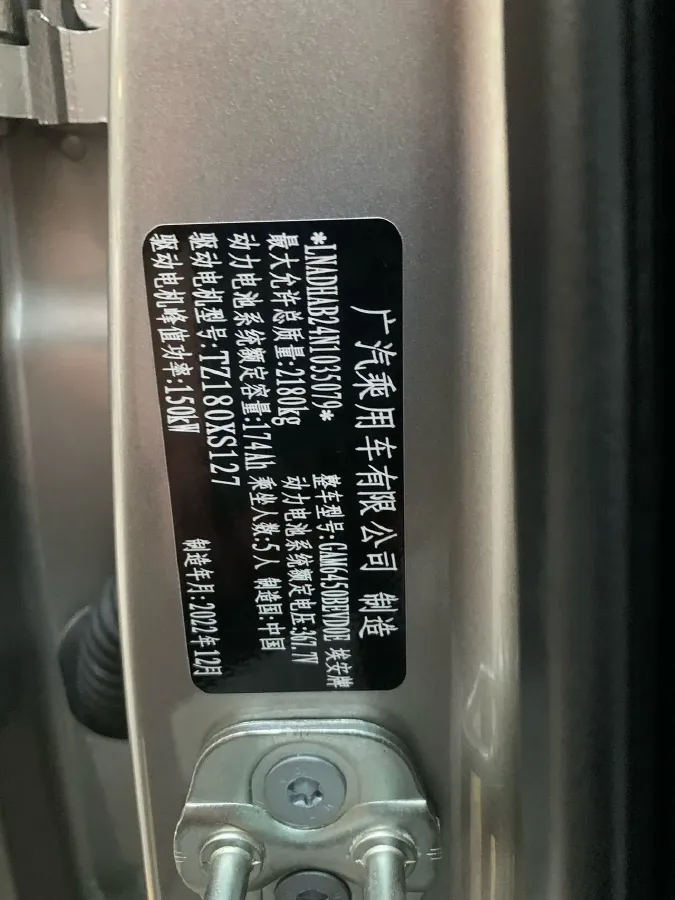 广汽乘用车有限公司 制造
*LNADHAB24N1035079* 整车型号:GAM6450BEVD0E 埃安牌
最大允许总质量:2180kg 动力电池系统额定电压:367.7V
动力电池系统额定容量:174Ah 乘坐人数:5人 制造国:中国
驱动电机型号:TZ180XS127
驱动电机峰值功率:150kW 制造年月:2022年12月